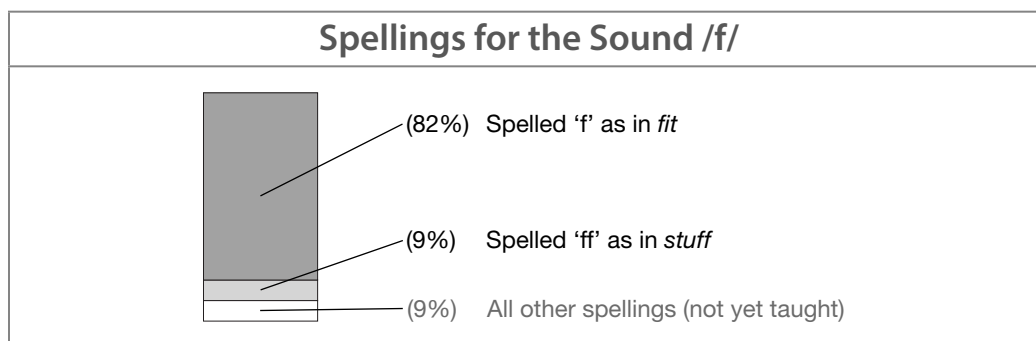 Spellings for the Sound /f/
(82%) Spelled ‘f’ as in fit
(9%) Spelled ‘ff’ as in stuff
(9%) All other spellings (not yet taught)